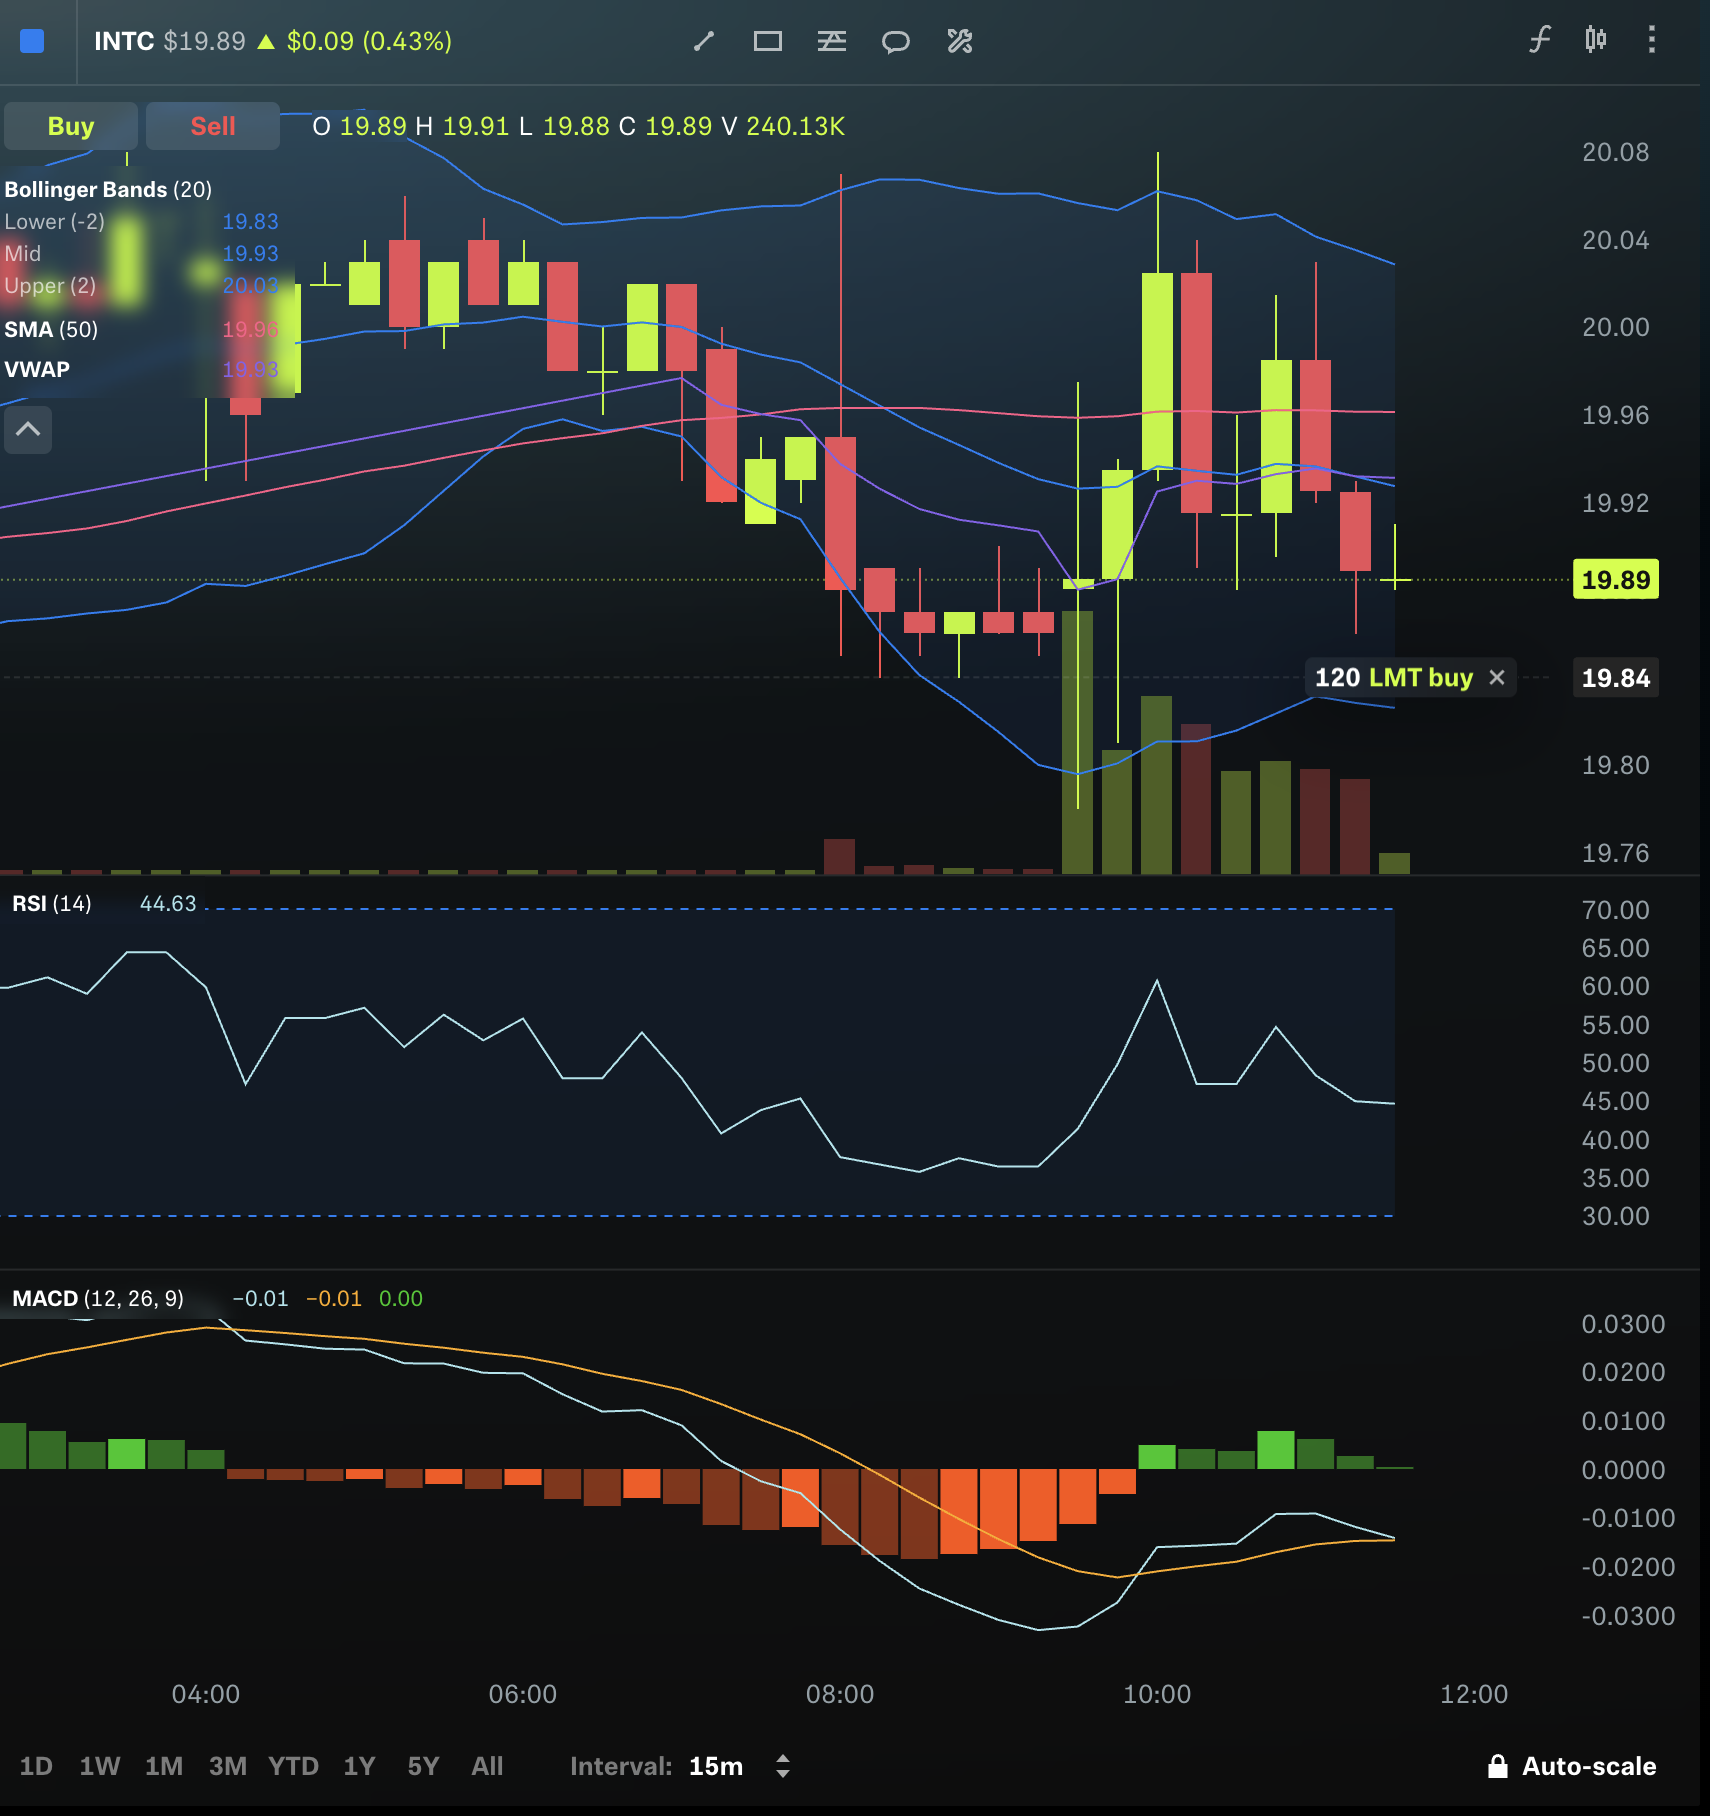 INTC $19.89 ▲ $0.09 (0.43%)
Buy Sell O 19.89 H 19.91 L 19.88 C 19.89 V 240.13K
Bollinger Bands (20)
Lower (-2) 19.83
Mid 19.93
Upper (2) 20.03
SMA (50) 19.96
VWAP 19.93
20.08
20.04
20.00
19.96
19.92
19.89
120 LMT buy × 19.84
19.80
19.76
RSI (14) 44.63
70.00
65.00
60.00
55.00
50.00
45.00
40.00
35.00
30.00
MACD (12, 26, 9) −0.01 −0.01 0.00
0.0300
0.0200
0.0100
0.0000
-0.0100
-0.0200
-0.0300
04:00 06:00 08:00 10:00 12:00
1D 1W 1M 3M YTD 1Y 5Y All Interval: 15m Auto-scale